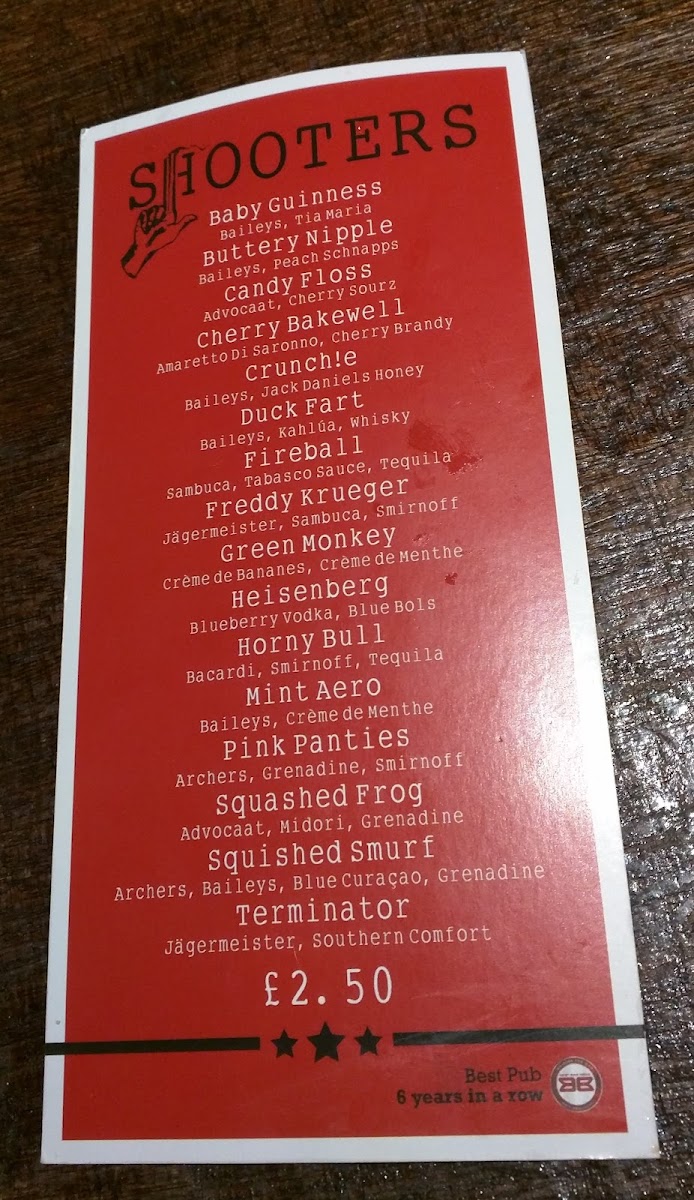 SHOOTERS
Baby Guinness
Baileys, Tia Maria
Buttery Nipple
Baileys, Peach Schnapps
Candy Floss
Advocaat, Cherry Sourz
Cherry Bakewell
Amaretto Di Saronno, Cherry Brandy
Crunch!e
Baileys, Jack Daniels Honey
Duck Fart
Baileys, Kahlúa, Whisky
Fireball
Sambuca, Tabasco Sauce, Tequila
Freddy Krueger
Jägermeister, Sambuca, Smirnoff
Green Monkey
Crème de Bananes, Crème de Menthe
Heisenberg
Blueberry Vodka, Blue Bols
Horny Bull
Bacardi, Smirnoff, Tequila
Mint Aero
Baileys, Crème de Menthe
Pink Panties
Archers, Grenadine, Smirnoff
Squashed Frog
Advocaat, Midori, Grenadine
Squished Smurf
Archers, Baileys, Blue Curaçao, Grenadine
Terminator
Jägermeister, Southern Comfort
£2.50
Best Pub
6 years in a row